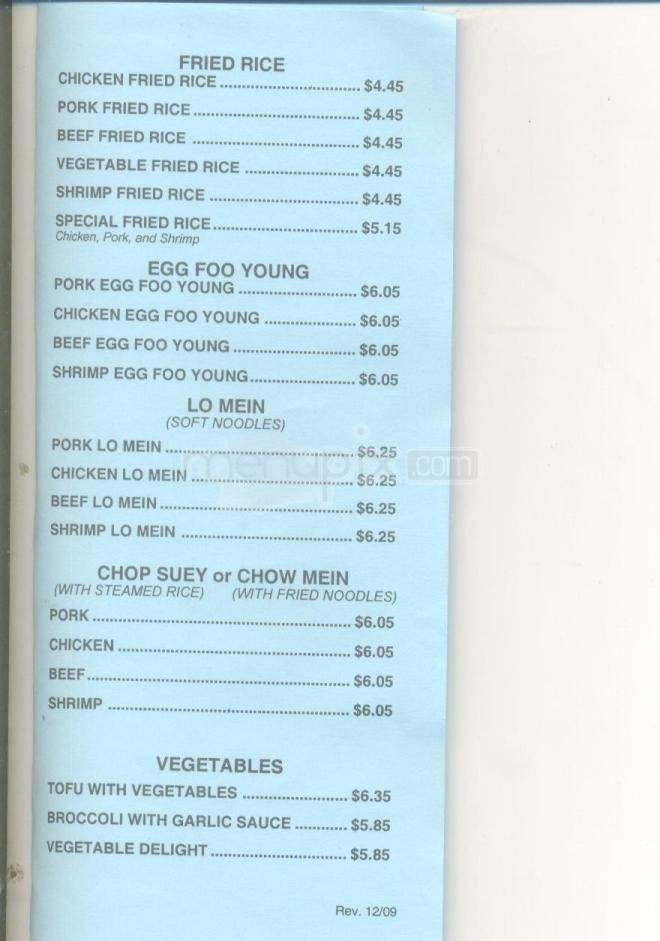 FRIED RICE
CHICKEN FRIED RICE ................................... $4.45
PORK FRIED RICE .......................................... $4.45
BEEF FRIED RICE .......................................... $4.45
VEGETABLE FRIED RICE ............................ $4.45
SHRIMP FRIED RICE ..................................... $4.45
SPECIAL FRIED RICE .................................... $5.15
Chicken, Pork, and Shrimp
EGG FOO YOUNG
PORK EGG FOO YOUNG ............................. $6.05
CHICKEN EGG FOO YOUNG ....................... $6.05
BEEF EGG FOO YOUNG ............................... $6.05
SHRIMP EGG FOO YOUNG .......................... $6.05
LO MEIN
(SOFT NOODLES)
PORK LO MEIN ............................................... $6.25
menupix.com
CHICKEN LO MEIN ......................................... $6.25
BEEF LO MEIN ................................................ $6.25
SHRIMP LO MEIN ........................................... $6.25
CHOP SUEY or CHOW MEIN
(WITH STEAMED RICE) (WITH FRIED NOODLES)
PORK ................................................................ $6.05
CHICKEN .......................................................... $6.05
BEEF .................................................................. $6.05
SHRIMP ............................................................ $6.05
VEGETABLES
TOFU WITH VEGETABLES .......................... $6.35
BROCCOLI WITH GARLIC SAUCE ............. $5.85
VEGETABLE DELIGHT .................................. $5.85
Rev. 12/09